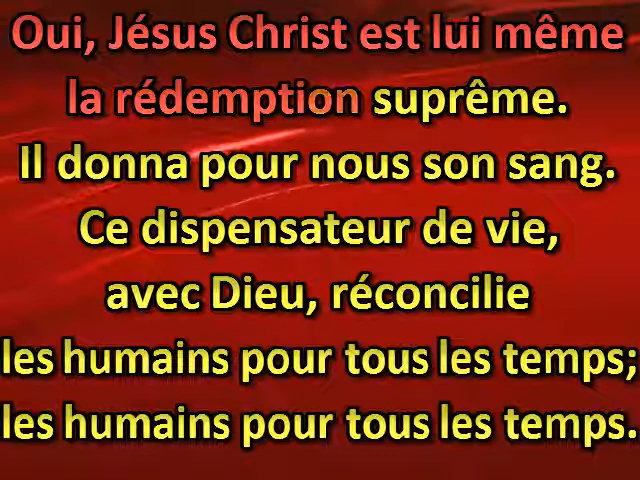 Oui, Jésus Christ est lui même
la rédemption suprême.
Il donna pour nous son sang.
Ce dispensateur de vie,
avec Dieu, réconcilie
les humains pour tous les temps;
les humains pour tous les temps.